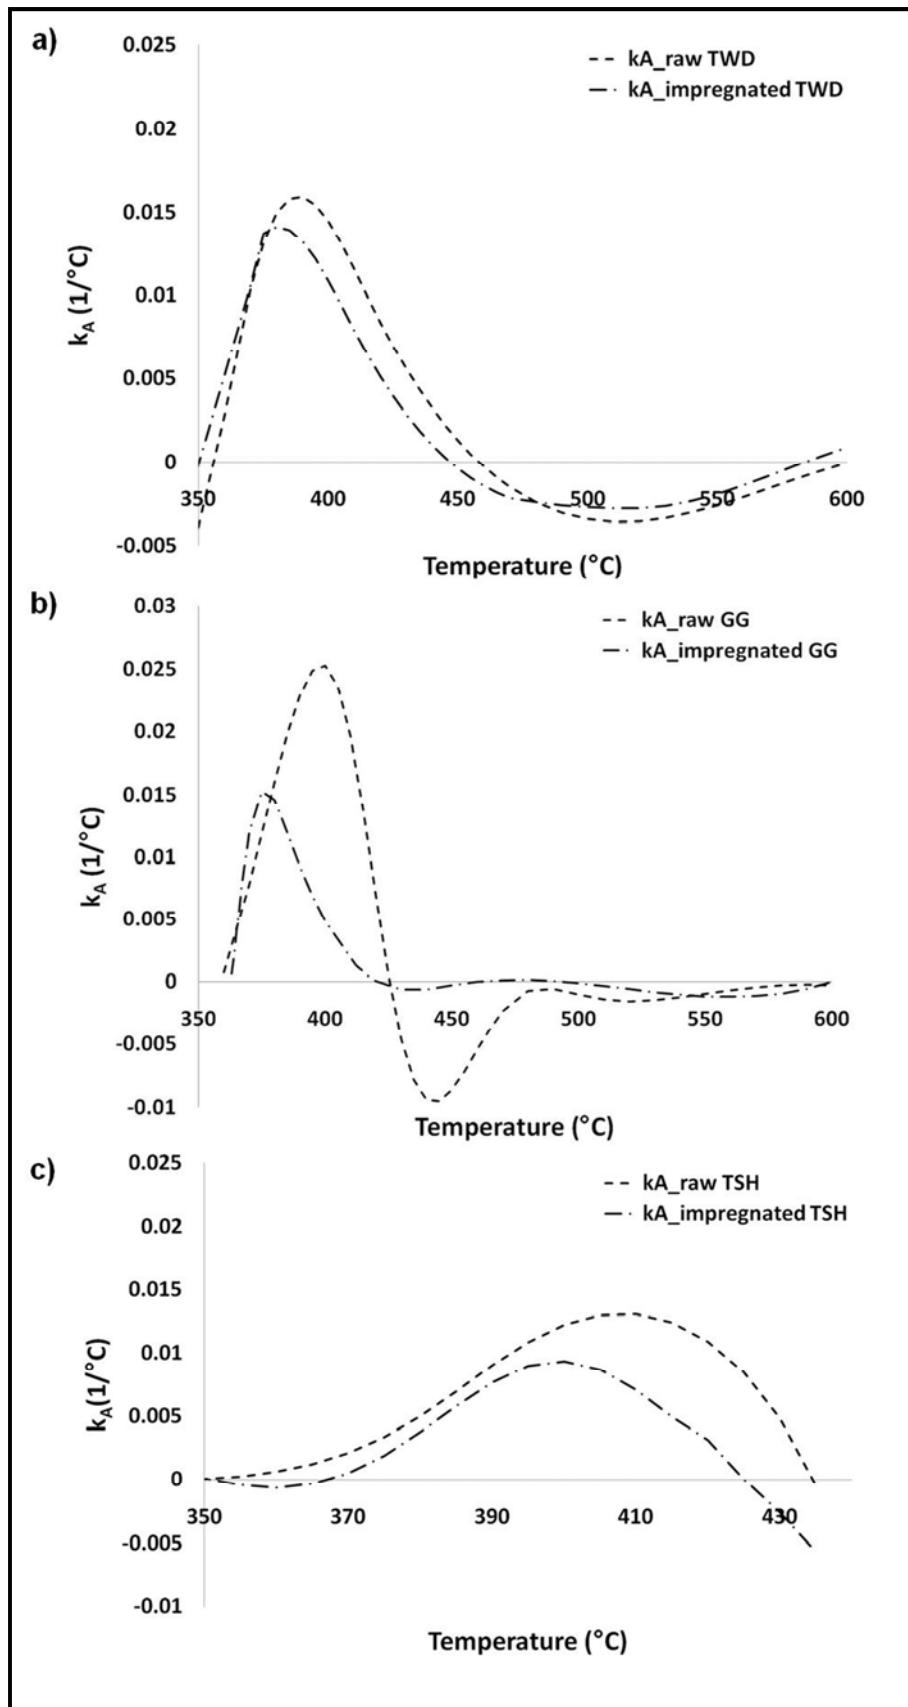 a)
0.025
0.02
0.015
0.01
0.005
0
-0.005
kA (1/°C)
kA_raw TWD
kA_impregnated TWD
350 400 450 500 550 600
Temperature (°C)
b)
0.03
0.025
0.02
0.015
0.01
0.005
0
-0.005
-0.01
kA (1/°C)
kA_raw GG
kA_impregnated GG
350 400 450 500 550 600
Temperature (°C)
c)
0.025
0.02
0.015
0.01
0.005
0
-0.005
-0.01
kA(1/°C)
kA_raw TSH
kA_impregnated TSH
350 370 390 410 430
Temperature (°C)